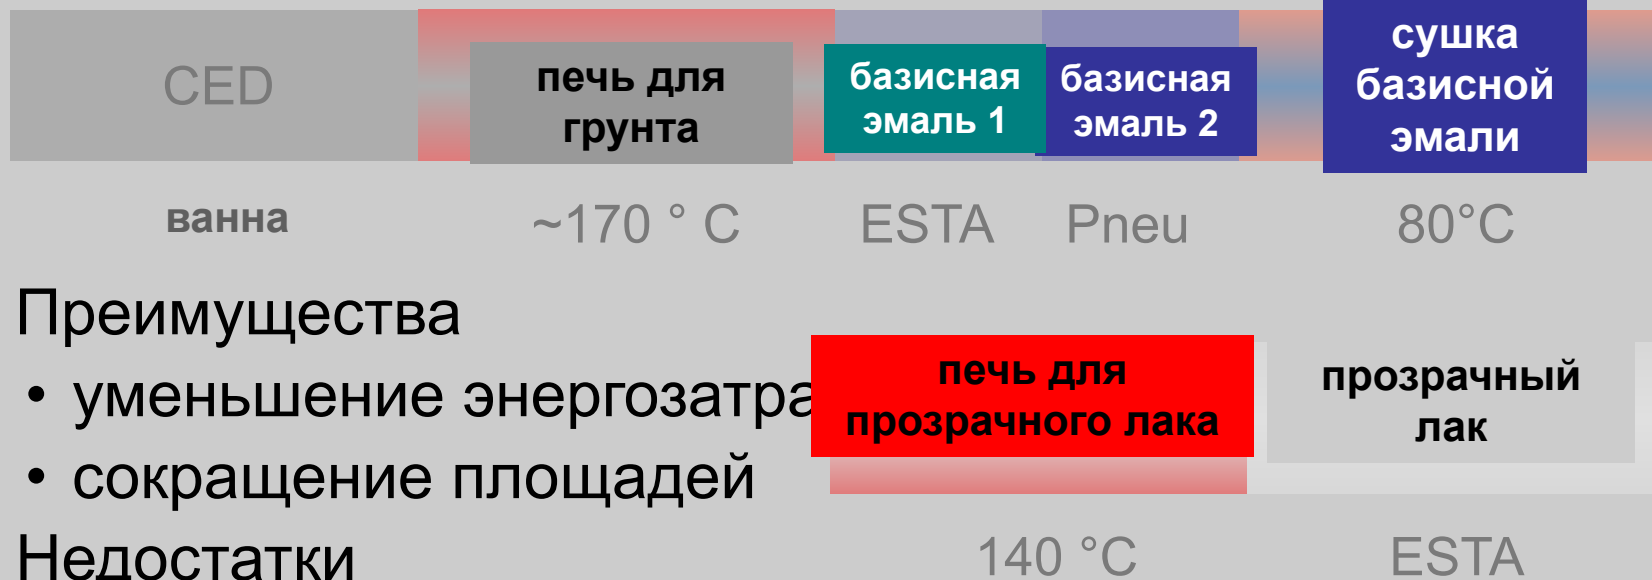 CED
печь для
грунта
базисная
эмаль 1
базисная
эмаль 2
сушка
базисной
эмали
ванна
~170 ° C
ESTA
Pneu
80°C
Преимущества
• уменьшение энергозатра
• сокращение площадей
Недостатки
печь для
прозрачного лака
прозрачный
лак
140 °C
ESTA